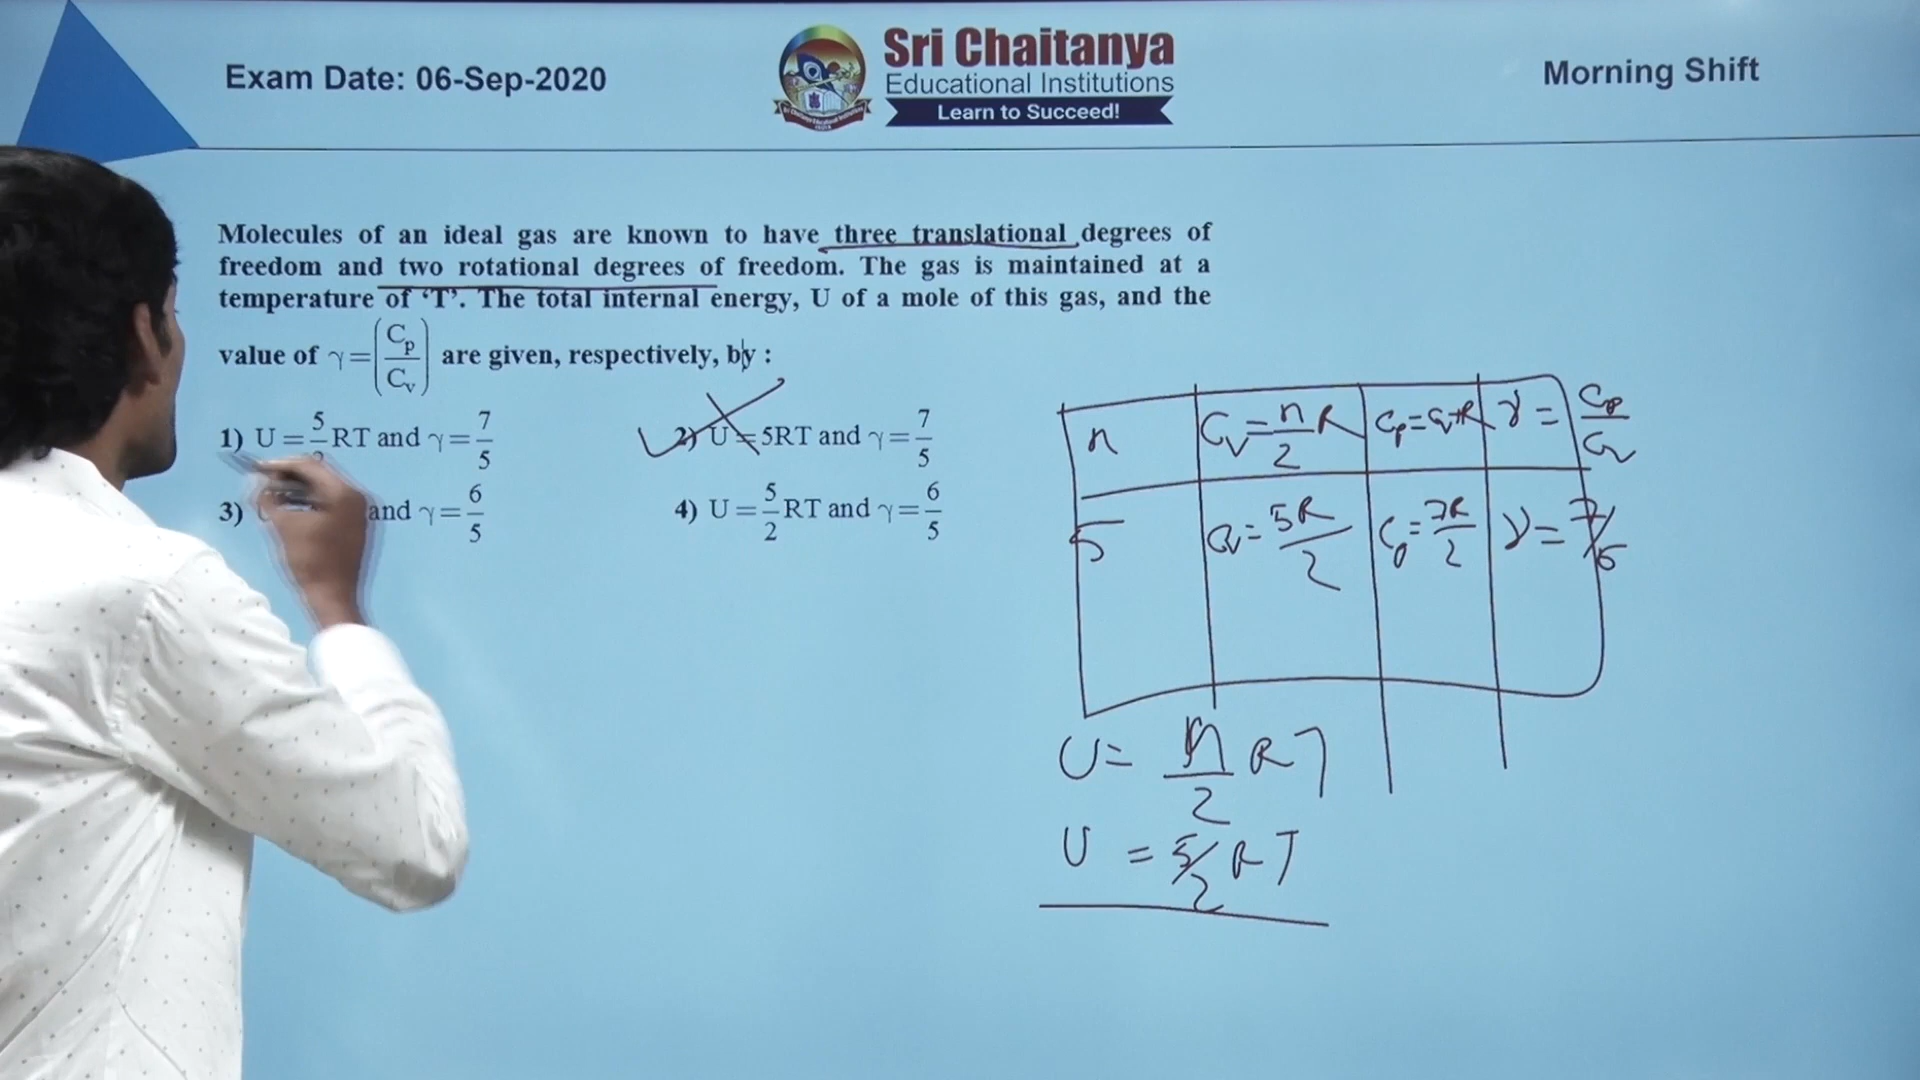 Exam Date: 06-Sep-2020
Sri Chaitanya
Educational Institutions
Learn to Succeed!
Morning Shift
Molecules of an ideal gas are known to have three translational degrees of
freedom and two rotational degrees of freedom. The gas is maintained at a
temperature of ‘T’. The total internal energy, U of a mole of this gas, and the
value of γ=(Cp/Cv) are given, respectively, by :
1) U=5/2RT and γ=7/5
2) U=5RT and γ=7/5
3) and γ=6/5
4) U=5/2RT and γ=6/5
n Cv=n/2 R Cp=Cv+R γ=Cp/Cv
5 Cv=5R/2 Cp=7R/2 γ=7/5
U= n/2 RT
U = 5/2 RT